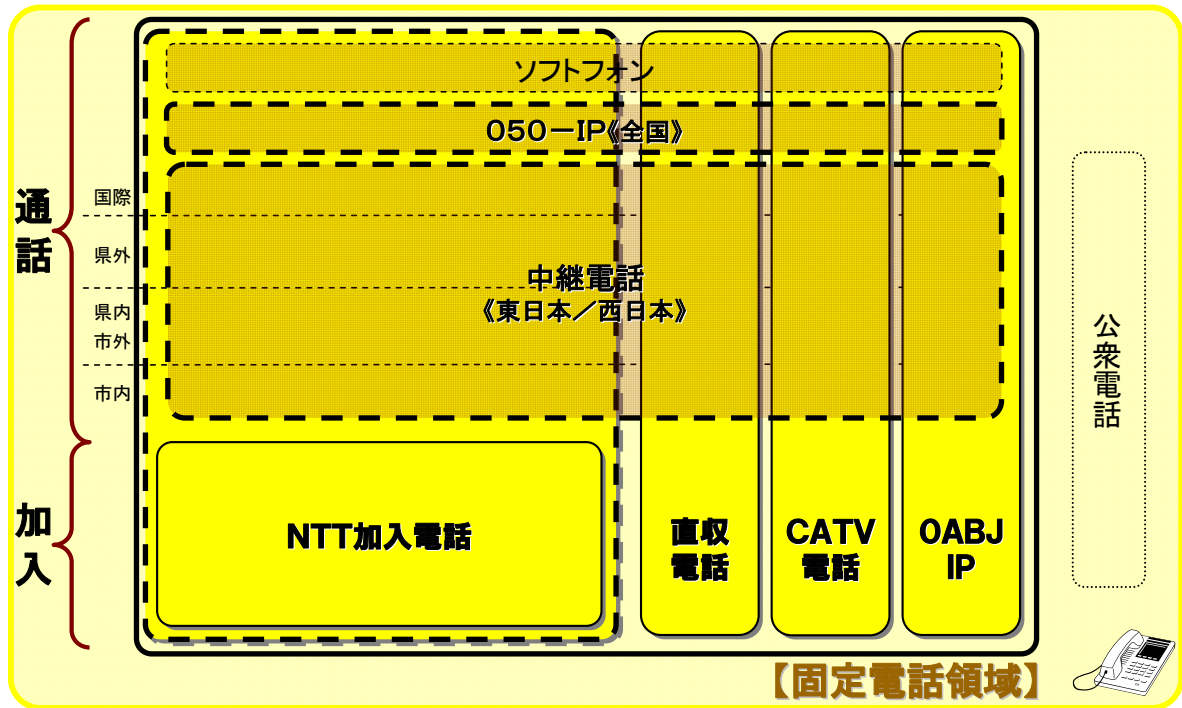 ソフトフォン
050-IP《全国》
通話
国際
県外
中継電話
《東日本/西日本》
県内
市外
市内
公衆電話
加入
NTT加入電話
直収
電話
CATV
電話
0ABJ
IP
【固定電話領域】